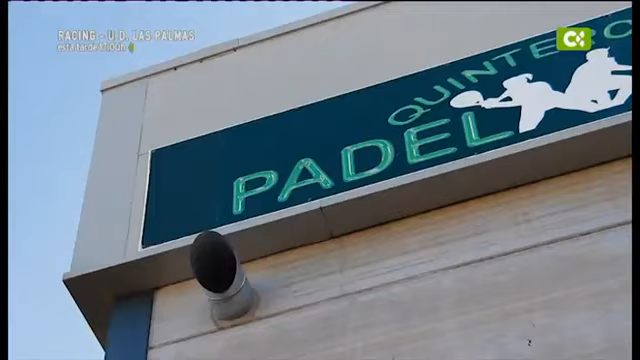 RACING - U.D. LAS PALMAS
esta tarde 17:00h
QUINTE
PADEL